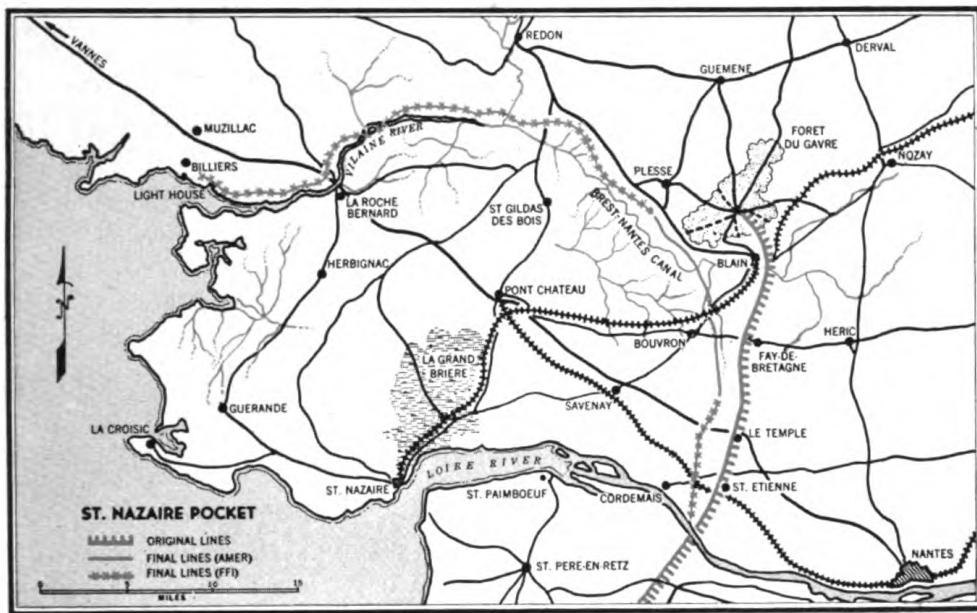 REDON
DERVAL
GUEMENE
VANNES
MUZILLAC
BILLIERS
LIGHT HOUSE
VILAINE RIVER
LA ROCHE
BERNARD
FORET
DU GAVRE
NOZAY
PLESSE
ST GILDAS
DES BOIS
BREST-NANTES CANAL
BLAIN
HERBIGNAC
PONT CHATEAU
BOUVRON
HERIC
FAY-DE-
BRETAGNE
LA GRAND
BRIERE
GUERANDE
SAVENAY
LA CROISIC
LE TEMPLE
ST. NAZAIRE
LOIRE RIVER
ST. PAIMBOEUF
CORDEMAIS
ST. ETIENNE
ST. PERE-EN-RETZ
NANTES
ST. NAZAIRE POCKET
ORIGINAL LINES
FINAL LINES (AMER)
FINAL LINES (FFI)
0 5 10 15
MILES